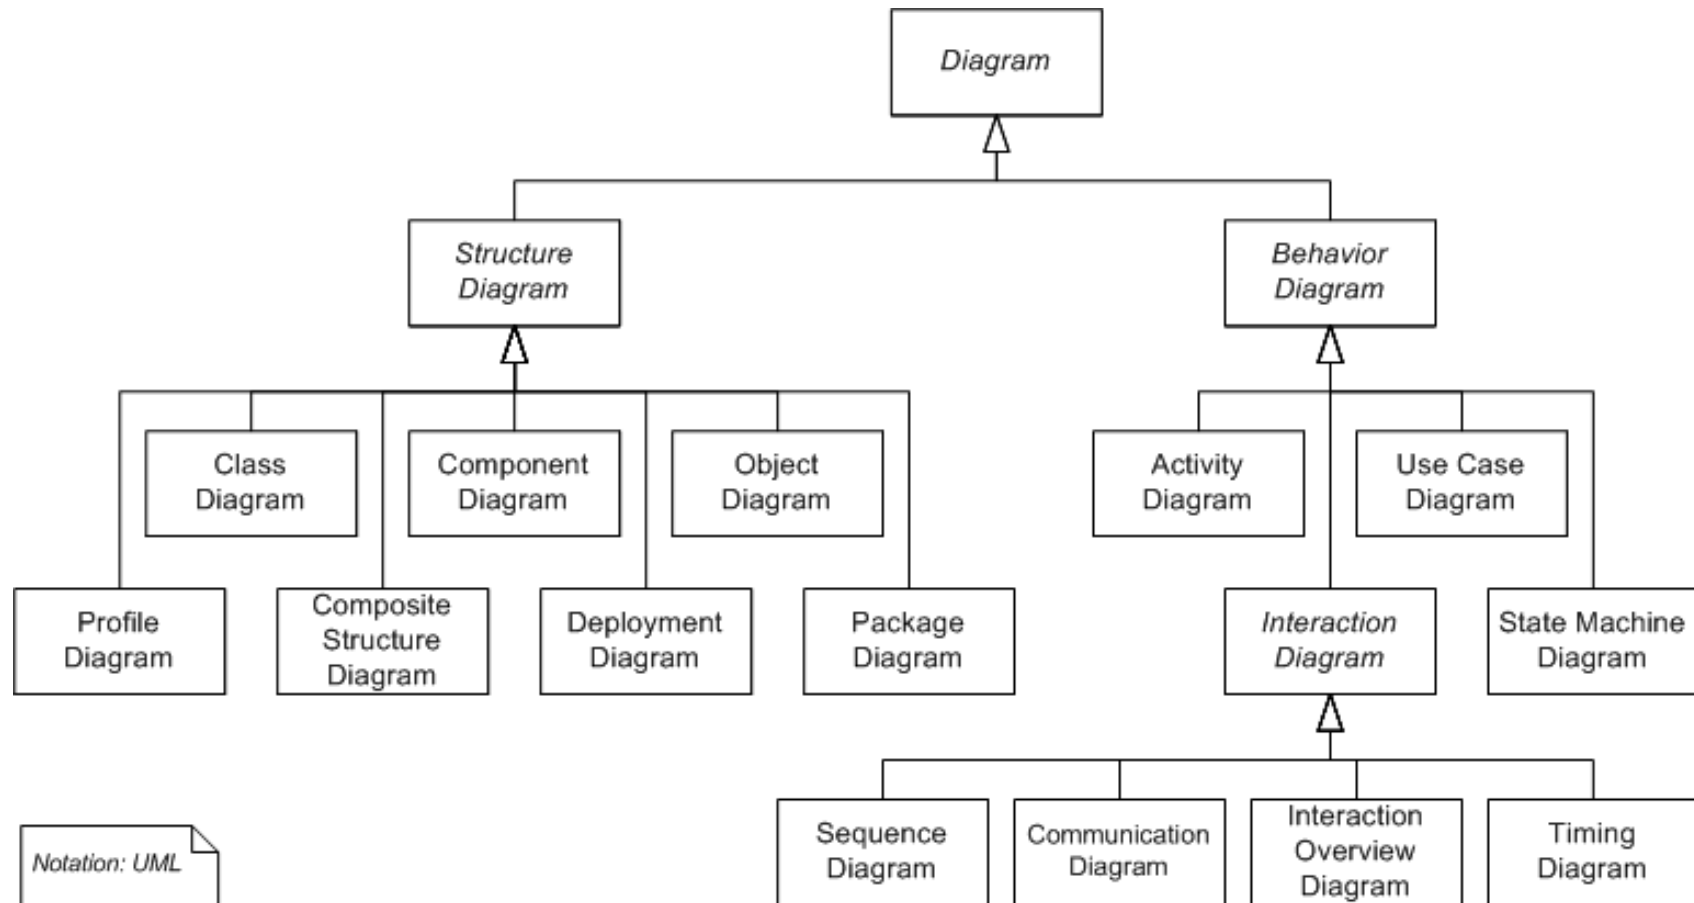 Diagram
Structure
Diagram
Behavior
Diagram
Class
Diagram
Component
Diagram
Object
Diagram
Activity
Diagram
Use Case
Diagram
Profile
Diagram
Composite
Structure
Diagram
Deployment
Diagram
Package
Diagram
Interaction
Diagram
State Machine
Diagram
Sequence
Diagram
Communication
Diagram
Interaction
Overview
Diagram
Timing
Diagram
Notation: UML